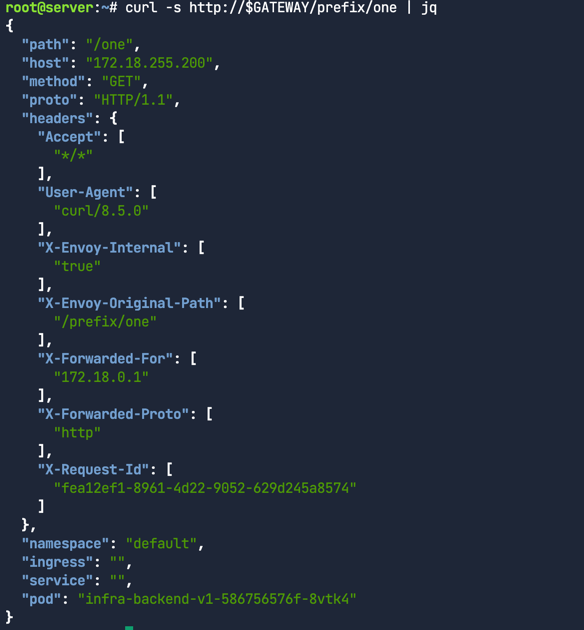 root@server:~# curl -s http://$GATEWAY/prefix/one | jq
{
  "path": "/one",
  "host": "172.18.255.200",
  "method": "GET",
  "proto": "HTTP/1.1",
  "headers": {
    "Accept": [
      "*/*"
    ],
    "User-Agent": [
      "curl/8.5.0"
    ],
    "X-Envoy-Internal": [
      "true"
    ],
    "X-Envoy-Original-Path": [
      "/prefix/one"
    ],
    "X-Forwarded-For": [
      "172.18.0.1"
    ],
    "X-Forwarded-Proto": [
      "http"
    ],
    "X-Request-Id": [
      "fea12ef1-8961-4d22-9052-629d245a8574"
    ]
  },
  "namespace": "default",
  "ingress": "",
  "service": "",
  "pod": "infra-backend-v1-586756576f-8vtk4"
}